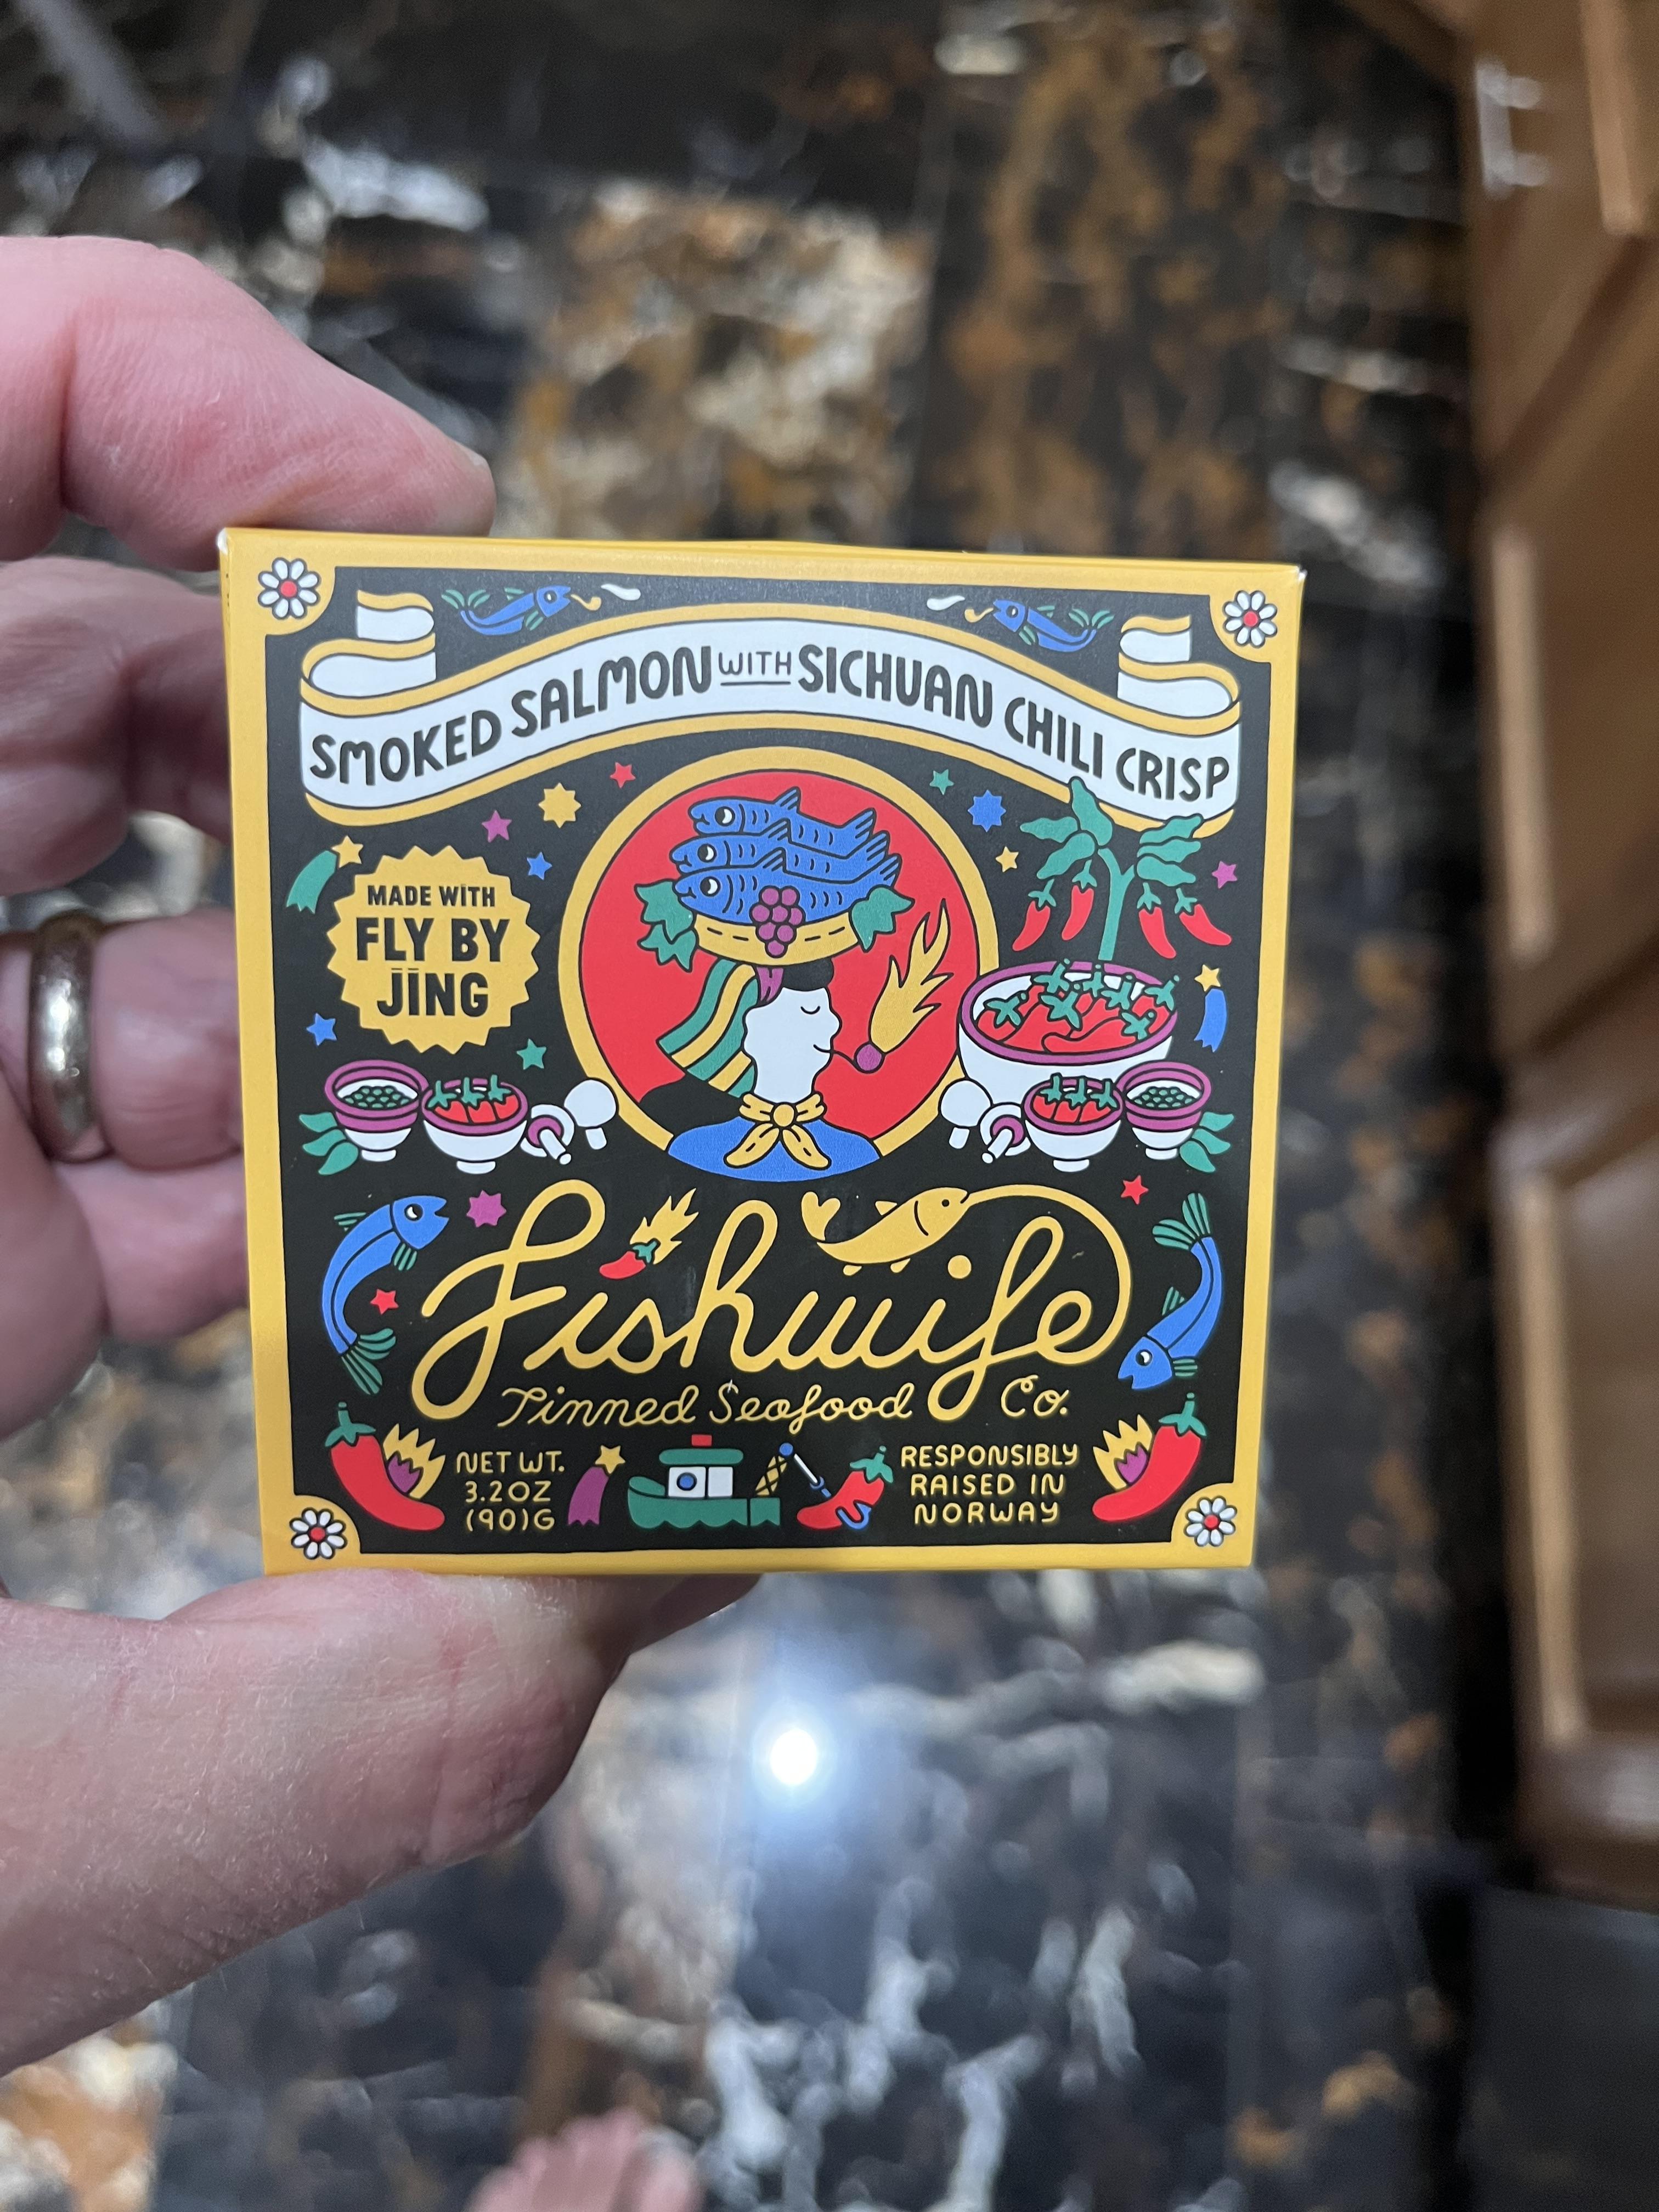 SMOKED SALMON WITH SICHUAN CHILI CRISP
MADE WITH
FLY BY
JĪNG
Fishwife
Tinned Seafood Co.
NET WT.
3.2OZ
(90)G
RESPONSIBLY
RAISED IN
NORWAY